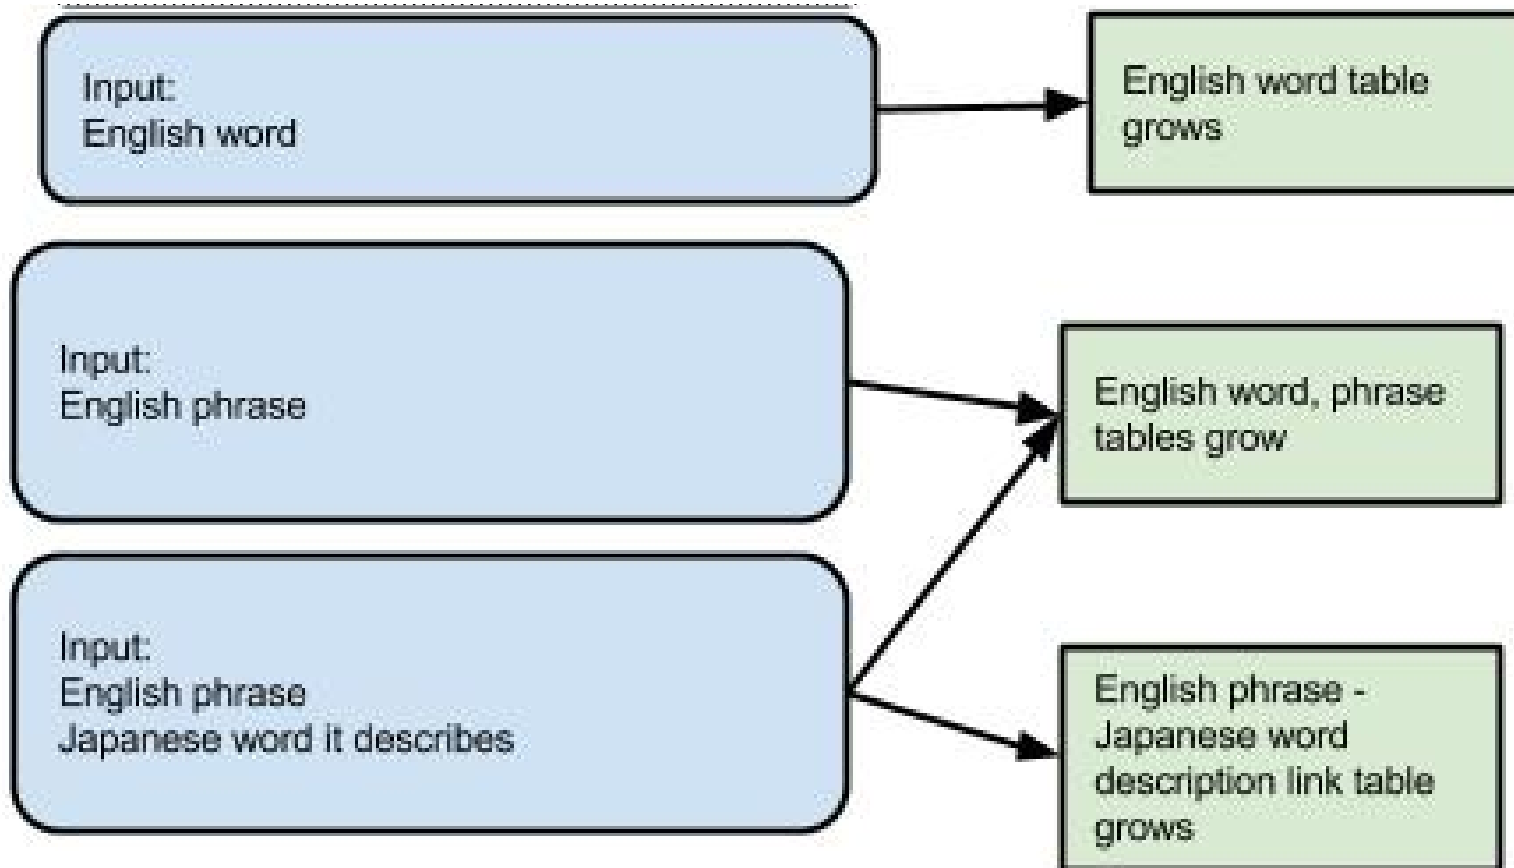 Input:
English word
English word table
grows
Input:
English phrase
English word, phrase
tables grow
Input:
English phrase
Japanese word it describes
English phrase -
Japanese word
description link table
grows